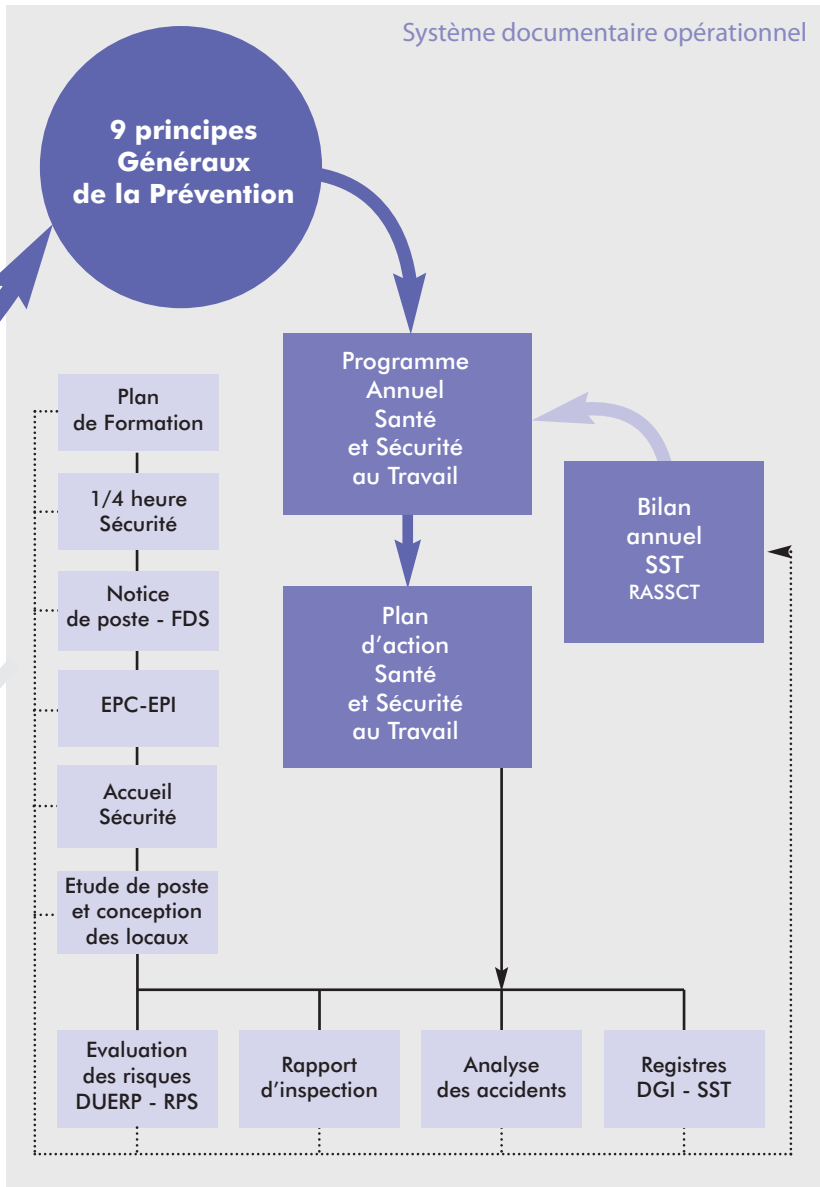 Système documentaire opérationnel
9 principes
Généraux
de la Prévention
Programme
Annuel
Santé
et Sécurité
au Travail
Plan
de Formation
1/4 heure
Sécurité
Notice
de poste - FDS
EPC-EPI
Accueil
Sécurité
Etude de poste
et conception
des locaux
Bilan
annuel
SST
RASSCT
Plan
d’action
Santé
et Sécurité
au Travail
Evaluation
des risques
DUERP - RPS
Rapport
d’inspection
Analyse
des accidents
Registres
DGI - SST